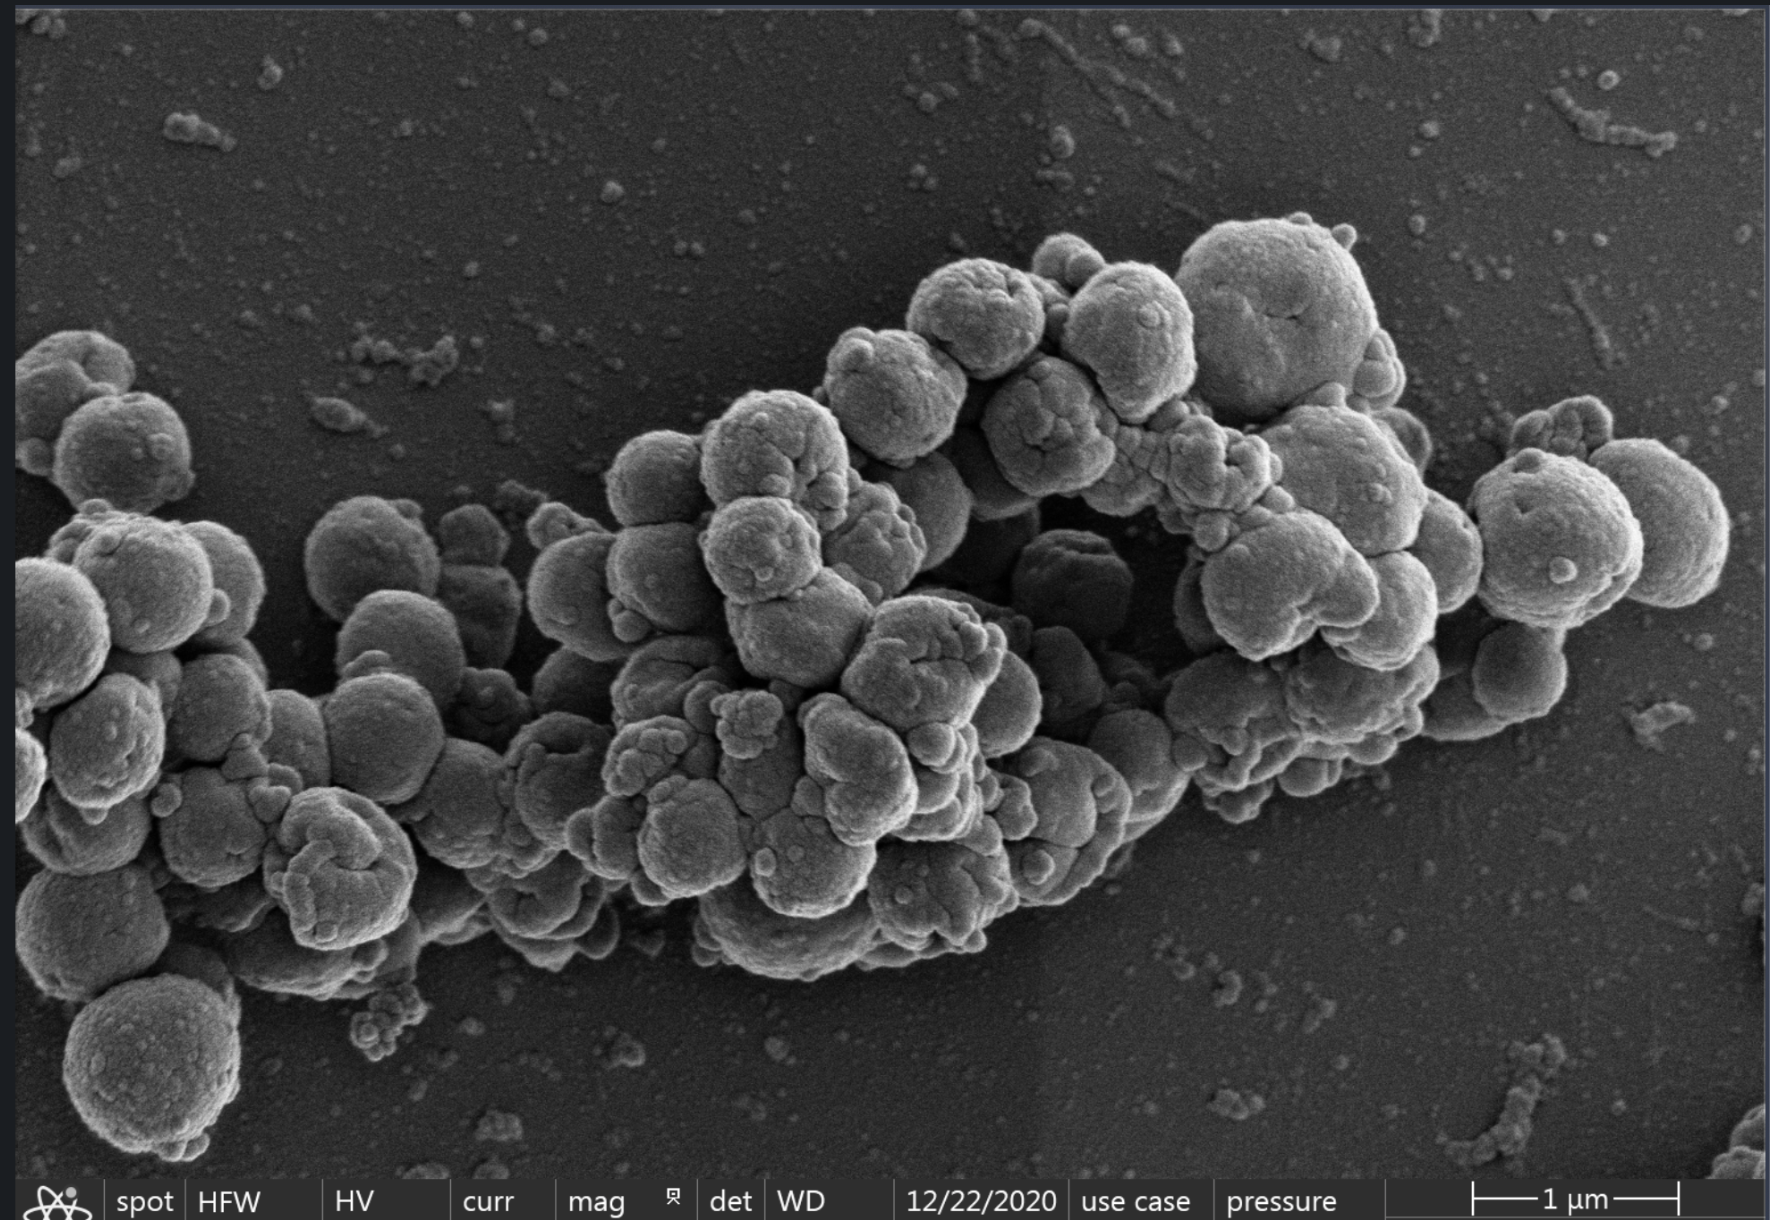 spot HFW HV curr mag det WD 12/22/2020 use case pressure 1 µm